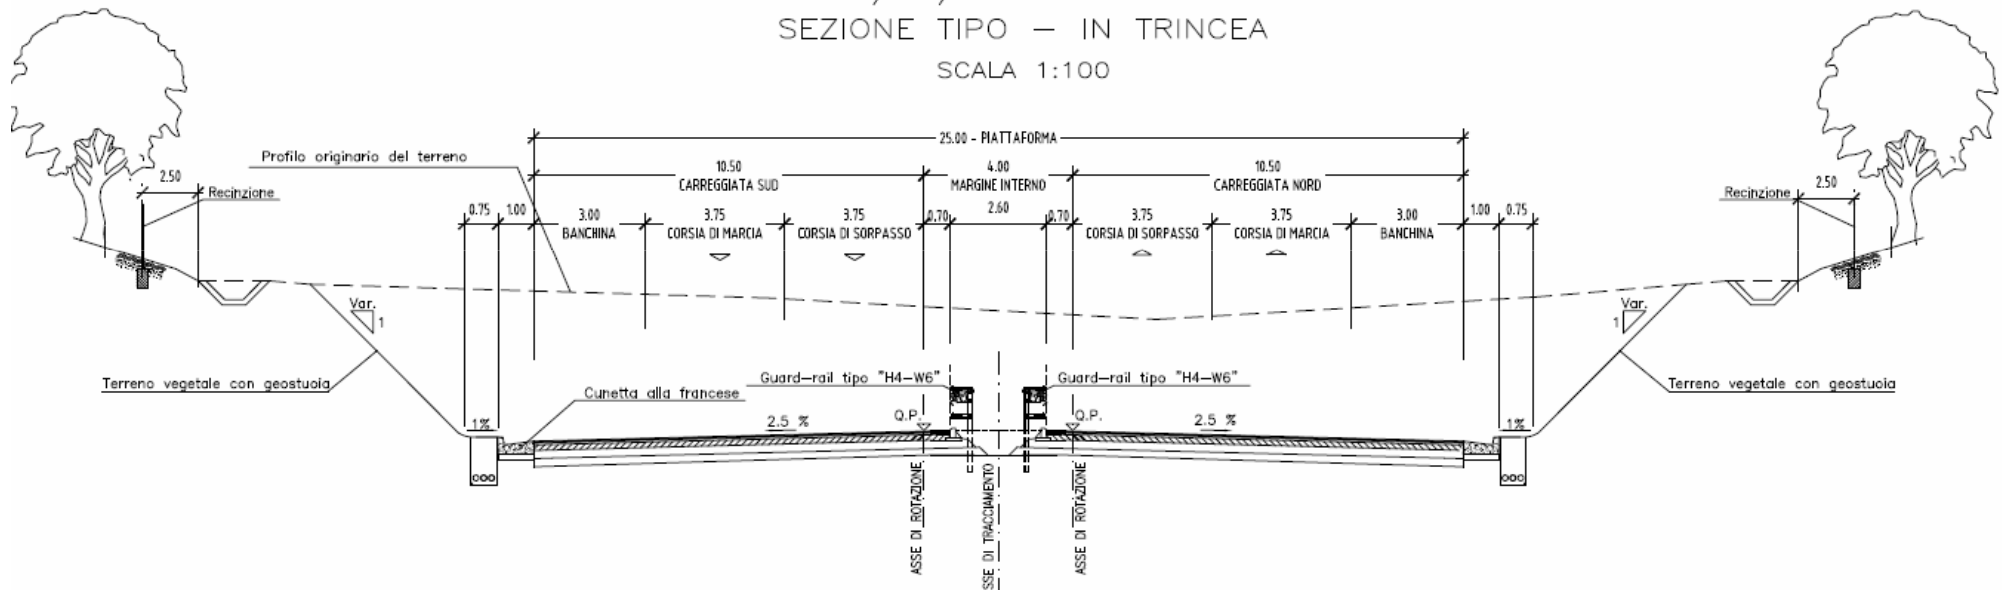 SEZIONE TIPO – IN TRINCEA
SCALA 1:100
25.00 - PIATTAFORMA
Profilo originario del terreno
10.50
CARREGGIATA SUD
4.00
MARGINE INTERNO
10.50
CARREGGIATA NORD
2.50
Recinzione
Recinzione
2.50
0.75
1.00
3.00
BANCHINA
3.75
CORSIA DI MARCIA
3.75
CORSIA DI SORPASSO
0.70
2.60
0.70
3.75
CORSIA DI SORPASSO
3.75
CORSIA DI MARCIA
3.00
BANCHINA
1.00
0.75
Var.
1
Var.
1
Terreno vegetale con geostuoia
Cunetta alla francese
Guard-rail tipo "H4-W6"
Guard-rail tipo "H4-W6"
Terreno vegetale con geostuoia
1%
2.5 %
Q.P.
Q.P.
2.5 %
1%
ASSE DI ROTAZIONE
SSE DI TRACCIAMENTO
ASSE DI ROTAZIONE